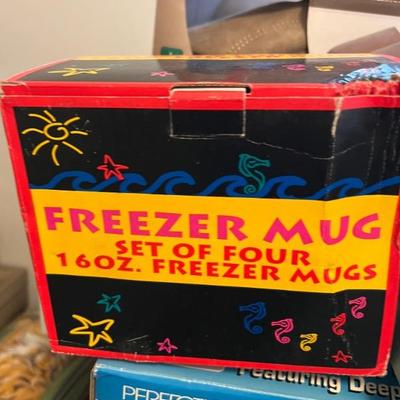 FREEZER MUG
SET OF FOUR
16OZ. FREEZER MUGS
Featuring Deep